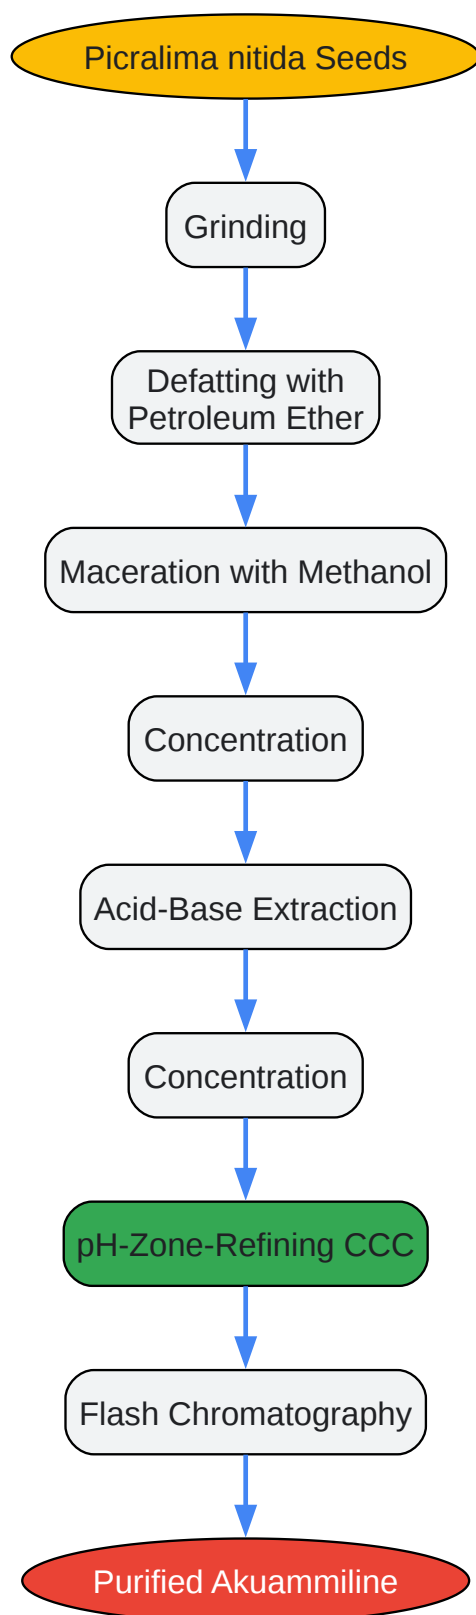 Picralima nitida Seeds
Grinding
Defatting with
Petroleum Ether
Maceration with Methanol
Concentration
Acid-Base Extraction
Concentration
pH-Zone-Refining CCC
Flash Chromatography
Purified Akuammiline